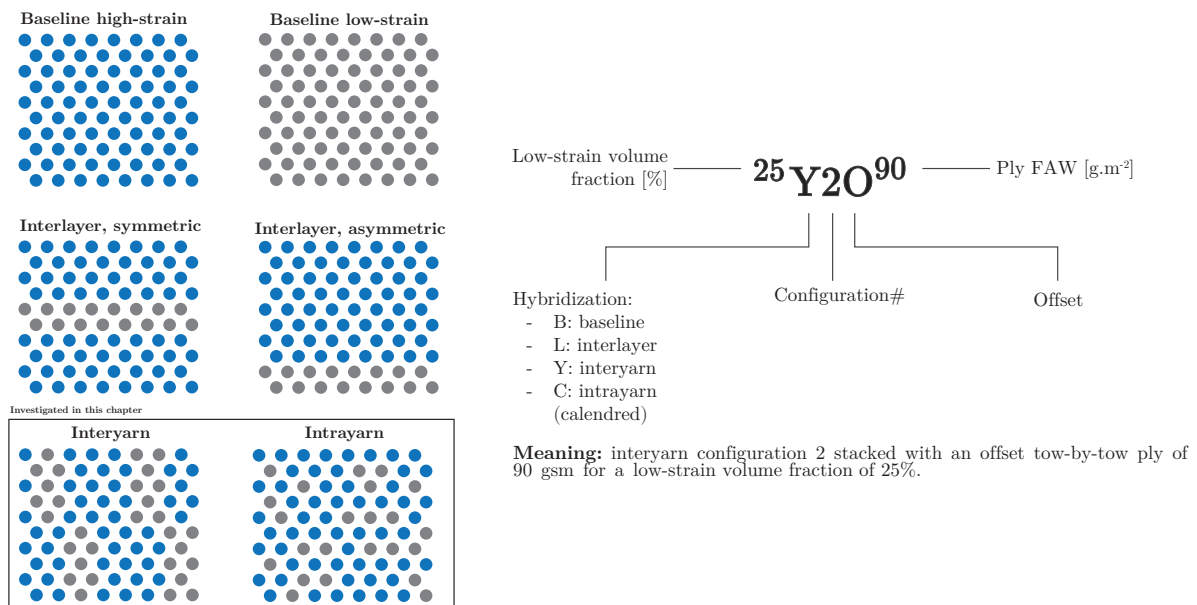 Baseline high-strain
Baseline low-strain
Interlayer, symmetric
Interlayer, asymmetric
Investigated in this chapter
Interyarn
Intrayarn
Low-strain volume
fraction [%]
25Y2O90
Ply FAW [g.m-2]
Hybridization:
- B: baseline
- L: interlayer
- Y: interyarn
- C: intrayarn
(calendred)
Configuration#
Offset
Meaning: interyarn configuration 2 stacked with an offset tow-by-tow ply of
90 gsm for a low-strain volume fraction of 25%.